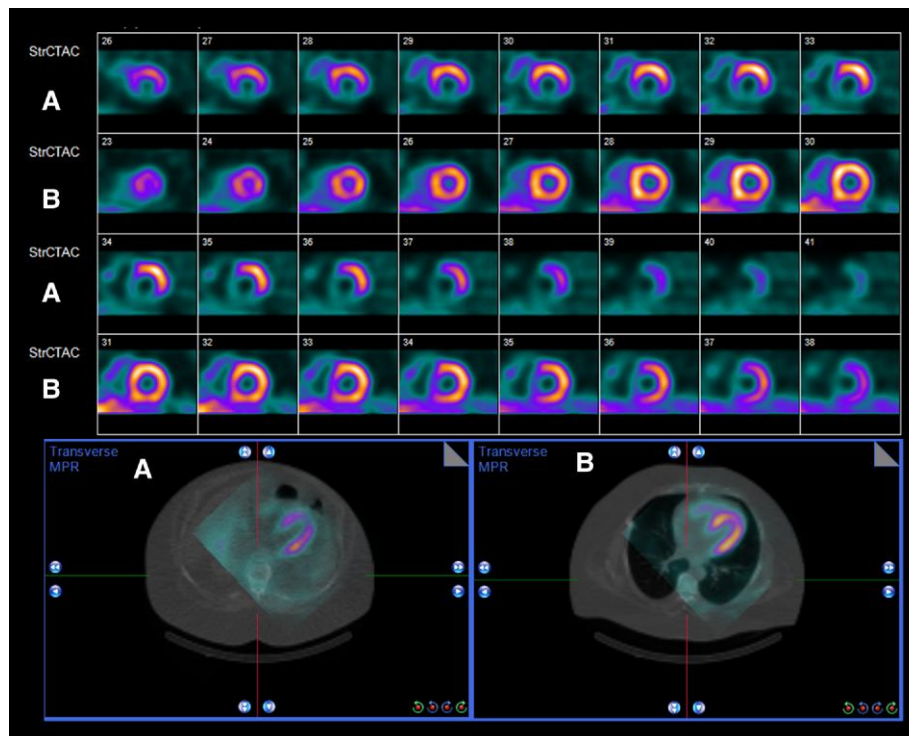 26 27 28 29 30 31 32 33
StrCTAC
A
23 24 25 26 27 28 29 30
StrCTAC
B
34 35 36 37 38 39 40 41
StrCTAC
A
31 32 33 34 35 36 37 38
StrCTAC
B
Transverse
MPR
A
Transverse
MPR
B